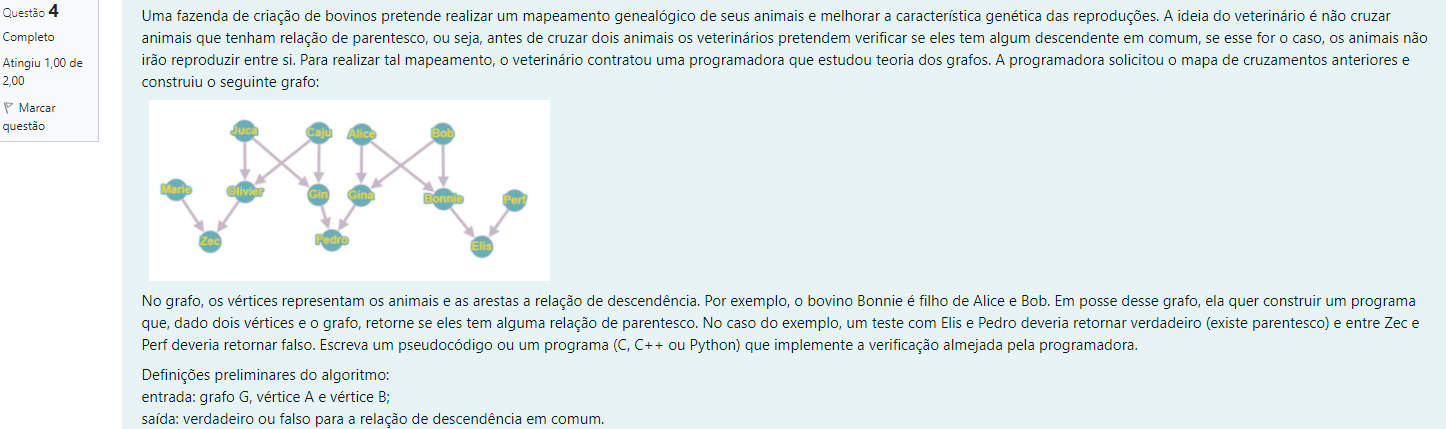 Questão 4
Completo
Atingiu 1,00 de
2,00
Marcar
questão
Uma fazenda de criação de bovinos pretende realizar um mapeamento genealógico de seus animais e melhorar a característica genética das reproduções. A ideia do veterinário é não cruzar
animais que tenham relação de parentesco, ou seja, antes de cruzar dois animais os veterinários pretendem verificar se eles tem algum descendente em comum, se esse for o caso, os animais não
irão reproduzir entre si. Para realizar tal mapeamento, o veterinário contratou uma programadora que estudou teoria dos grafos. A programadora solicitou o mapa de cruzamentos anteriores e
construiu o seguinte grafo:
Juca Caju Alice Bob
Marie Olivier Gin Gina Bonnie Perf
Zec Pedro Elis
No grafo, os vértices representam os animais e as arestas a relação de descendência. Por exemplo, o bovino Bonnie é filho de Alice e Bob. Em posse desse grafo, ela quer construir um programa
que, dado dois vértices e o grafo, retorne se eles tem alguma relação de parentesco. No caso do exemplo, um teste com Elis e Pedro deveria retornar verdadeiro (existe parentesco) e entre Zec e
Perf deveria retornar falso. Escreva um pseudocódigo ou um programa (C, C++ ou Python) que implemente a verificação almejada pela programadora.
Definições preliminares do algoritmo:
entrada: grafo G, vértice A e vértice B;
saída: verdadeiro ou falso para a relação de descendência em comum.